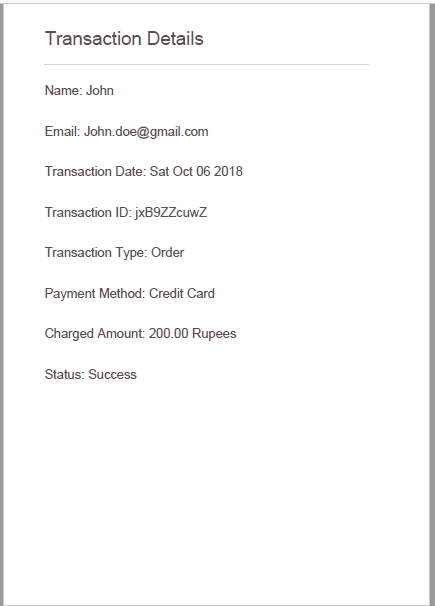 Transaction Details
Name: John
Email: John.doe@gmail.com
Transaction Date: Sat Oct 06 2018
Transaction ID: jxB9ZZcuwZ
Transaction Type: Order
Payment Method: Credit Card
Charged Amount: 200.00 Rupees
Status: Success